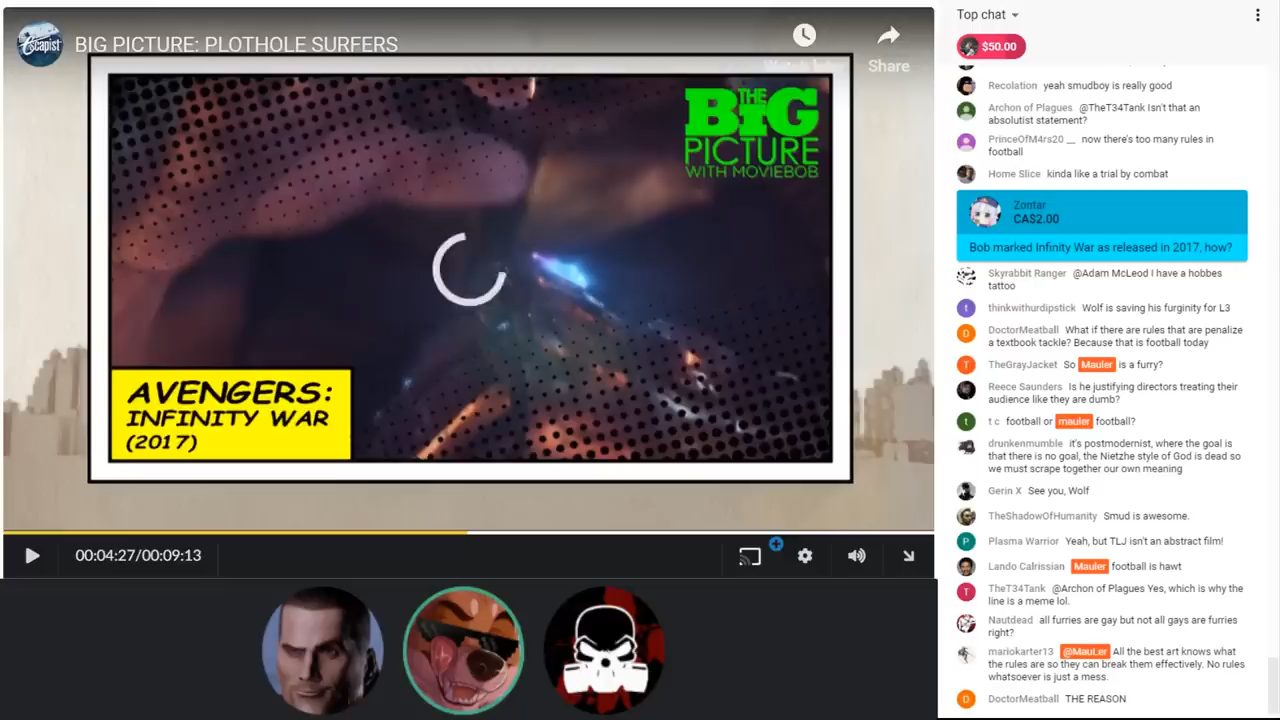 Escapist
BIG PICTURE: PLOTHOLE SURFERS
Share
THE
BIG
PICTURE
WITH MOVIEBOB
AVENGERS:
INFINITY WAR
(2017)
00:04:27/00:09:13
Top chat
$50.00
Recolation yeah smudboy is really good
Archon of Plagues @TheT34Tank Isn't that an
absolutist statement?
PrinceOfM4rs20 __ now there's too many rules in
football
Home Slice kinda like a trial by combat
Zontar
CA$2.00
Bob marked Infinity War as released in 2017, how?
Skyrabbit Ranger @Adam McLeod I have a hobbes
tattoo
thinkwithurdipstick Wolf is saving his furginity for L3
DoctorMeatball What if there are rules that are penalize
a textbook tackle? Because that is football today
TheGrayJacket So Mauler is a furry?
Reece Saunders Is he justifying directors treating their
audience like they are dumb?
t c football or mauler football?
drunkenmumble it's postmodernist, where the goal is
that there is no goal, the Nietzhe style of God is dead so
we must scrape together our own meaning
Gerin X See you, Wolf
TheShadowOfHumanity Smud is awesome.
Plasma Warrior Yeah, but TLJ isn't an abstract film!
Lando Calrissian Mauler football is hawt
TheT34Tank @Archon of Plagues Yes, which is why the
line is a meme lol.
Nautdead all furries are gay but not all gays are furries
right?
mariokarter13 @MauLer All the best art knows what
the rules are so they can break them effectively. No rules
whatsoever is just a mess.
DoctorMeatball THE REASON